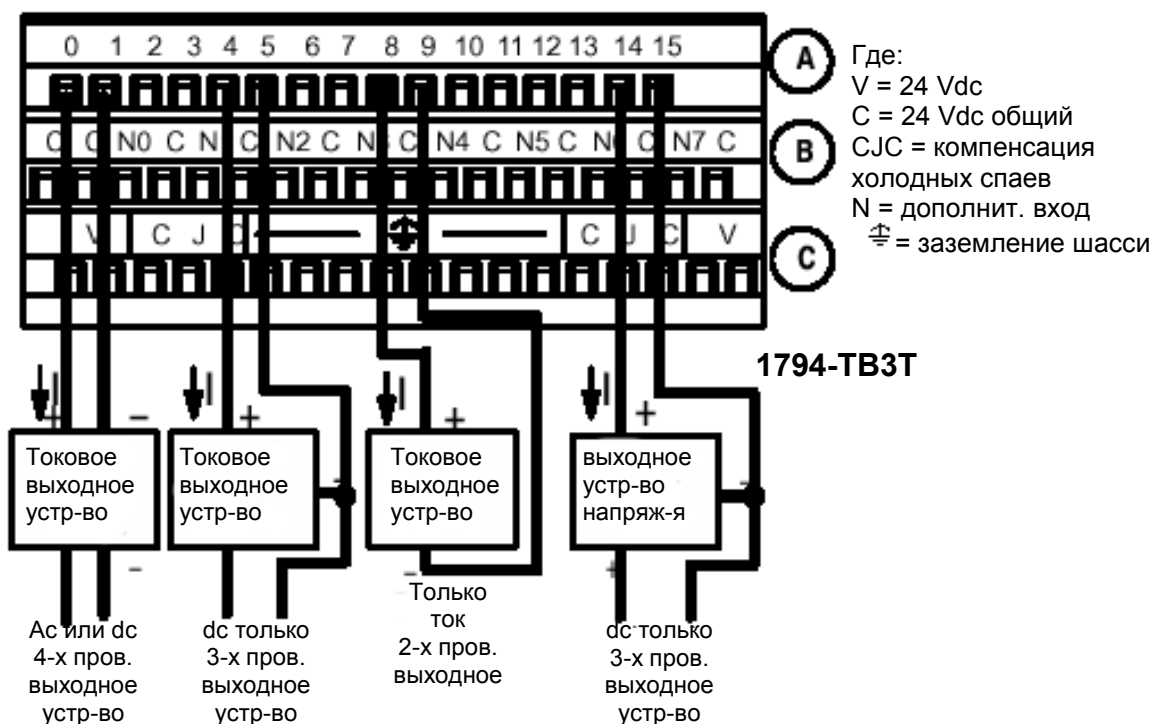 0 1 2 3 4 5 6 7 8 9 10 11 12 13 14 15
A
C C N0 C N C N2 C N3 C N4 C N5 C N6 C N7 C
B
V C J C C J C V
C
Где:
V = 24 Vdc
C = 24 Vdc общий
CJC = компенсация
холодных спаев
N = дополнит. вход
= заземление шасси
1794-TB3T
I I I I
+ - + + +
Токовое
выходное
устр-во
Токовое
выходное
устр-во
Токовое
выходное
устр-во
выходное
устр-во
напряж-я
- - +
Ac или dc
4-х пров.
выходное
устр-во
dc только
3-х пров.
выходное
устр-во
Только
ток
2-х пров.
выходное
dc только
3-х пров.
выходное
устр-во